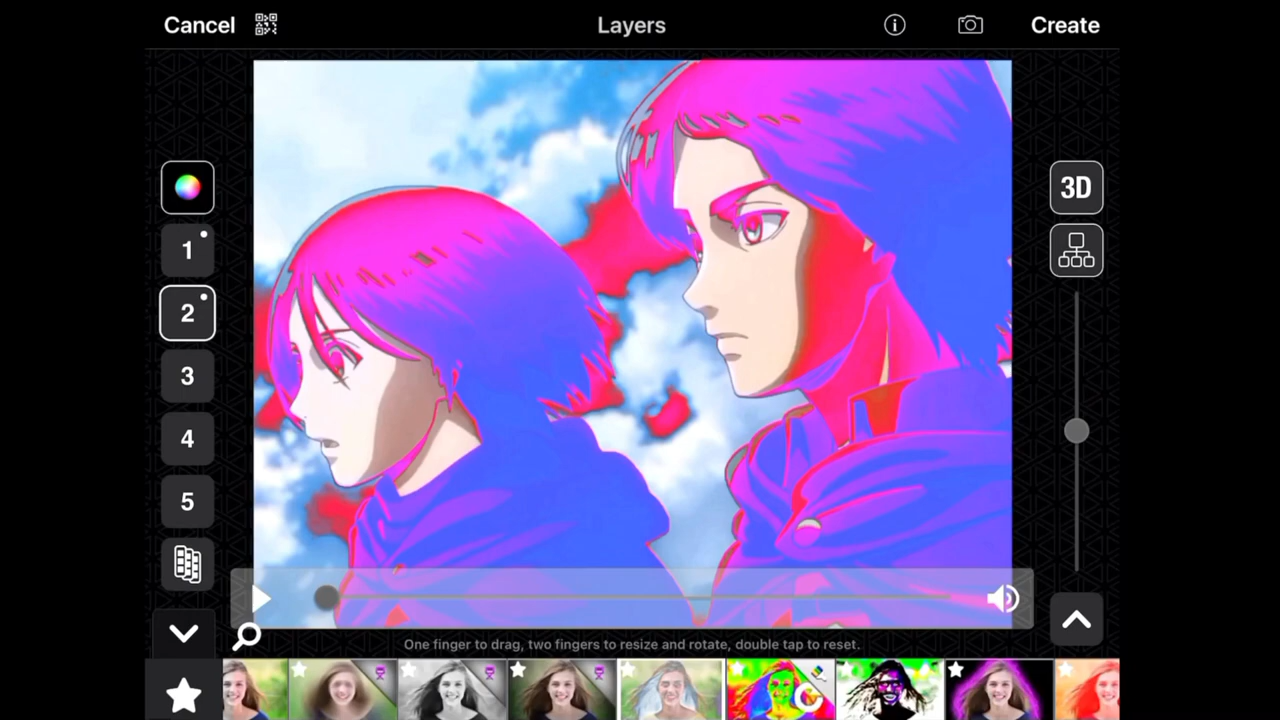 Cancel
Layers
Create
3D
1
2
3
4
5
One finger to drag, two fingers to resize and rotate, double tap to reset.